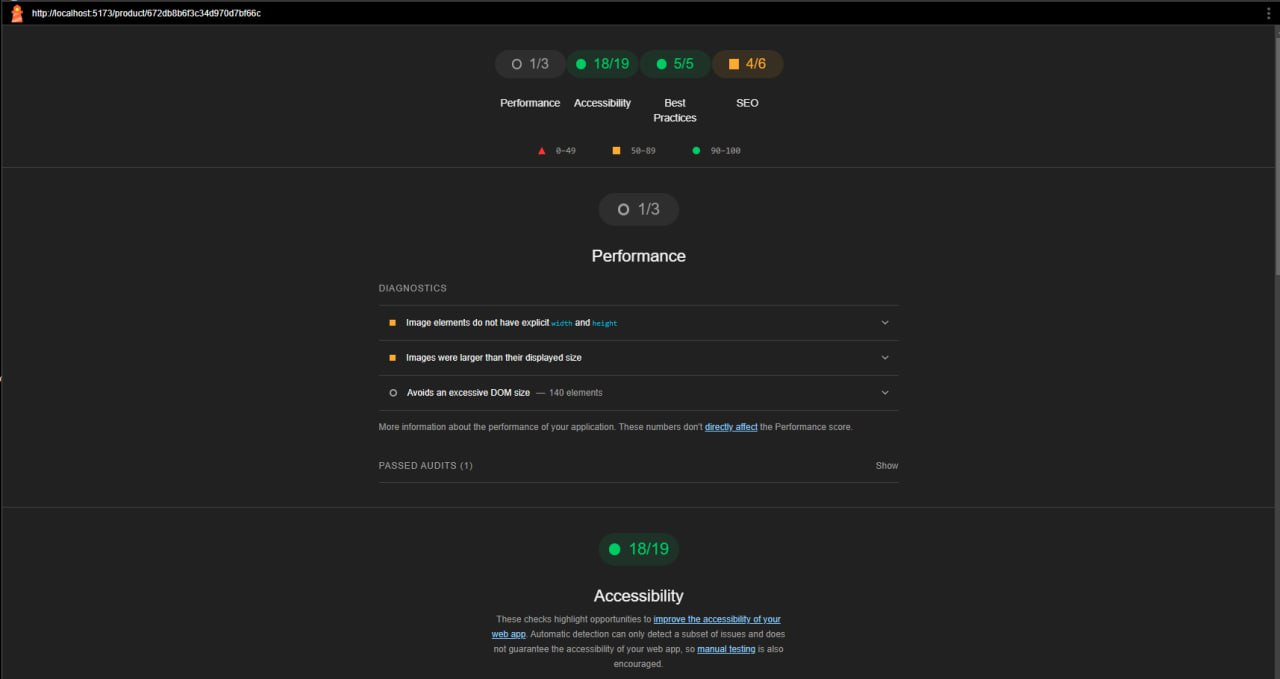 http://localhost:5173/product/672db8b6f3c34d970d7bf66c
1/3 18/19 5/5 4/6
Performance Accessibility Best Practices SEO
0–49 50–89 90–100
1/3
Performance
DIAGNOSTICS
Image elements do not have explicit width and height
Images were larger than their displayed size
Avoids an excessive DOM size — 140 elements
More information about the performance of your application. These numbers don't directly affect the Performance score.
PASSED AUDITS (1) Show
18/19
Accessibility
These checks highlight opportunities to improve the accessibility of your
web app. Automatic detection can only detect a subset of issues and does
not guarantee the accessibility of your web app, so manual testing is also
encouraged.